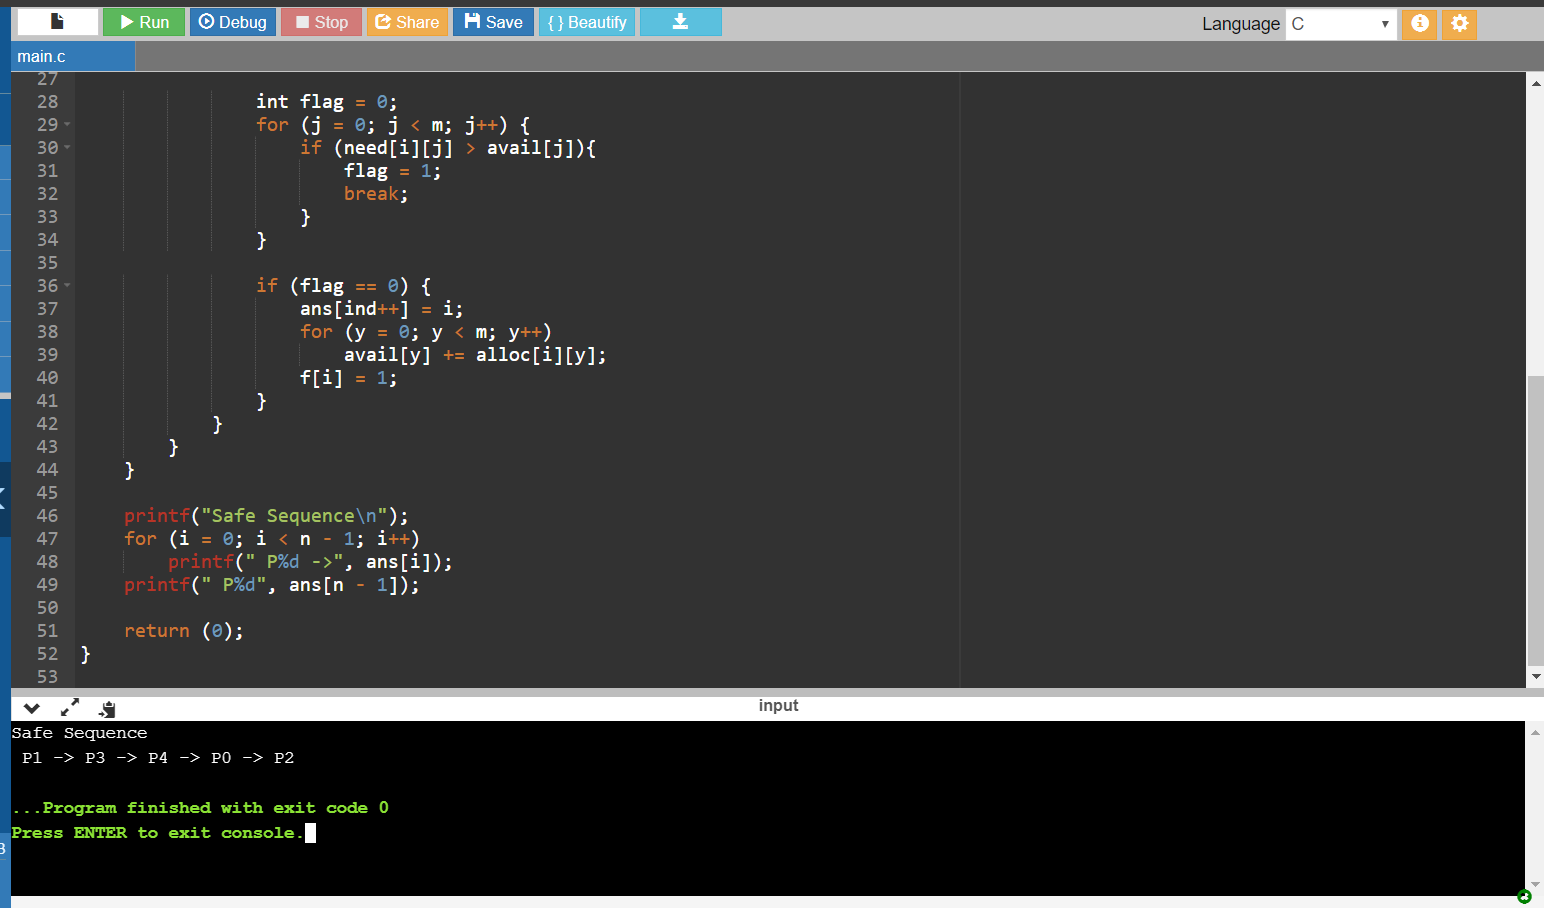 Run Debug Stop Share Save { } Beautify Language C
main.c
27
28 int flag = 0;
29 for (j = 0; j < m; j++) {
30 if (need[i][j] > avail[j]){
31 flag = 1;
32 break;
33 }
34 }
35
36 if (flag == 0) {
37 ans[ind++] = i;
38 for (y = 0; y < m; y++)
39 avail[y] += alloc[i][y];
40 f[i] = 1;
41 }
42 }
43 }
44 }
45
46 printf("Safe Sequence\n");
47 for (i = 0; i < n - 1; i++)
48 printf(" P%d ->", ans[i]);
49 printf(" P%d", ans[n - 1]);
50
51 return (0);
52 }
53
input
Safe Sequence
P1 -> P3 -> P4 -> P0 -> P2
...Program finished with exit code 0
Press ENTER to exit console.